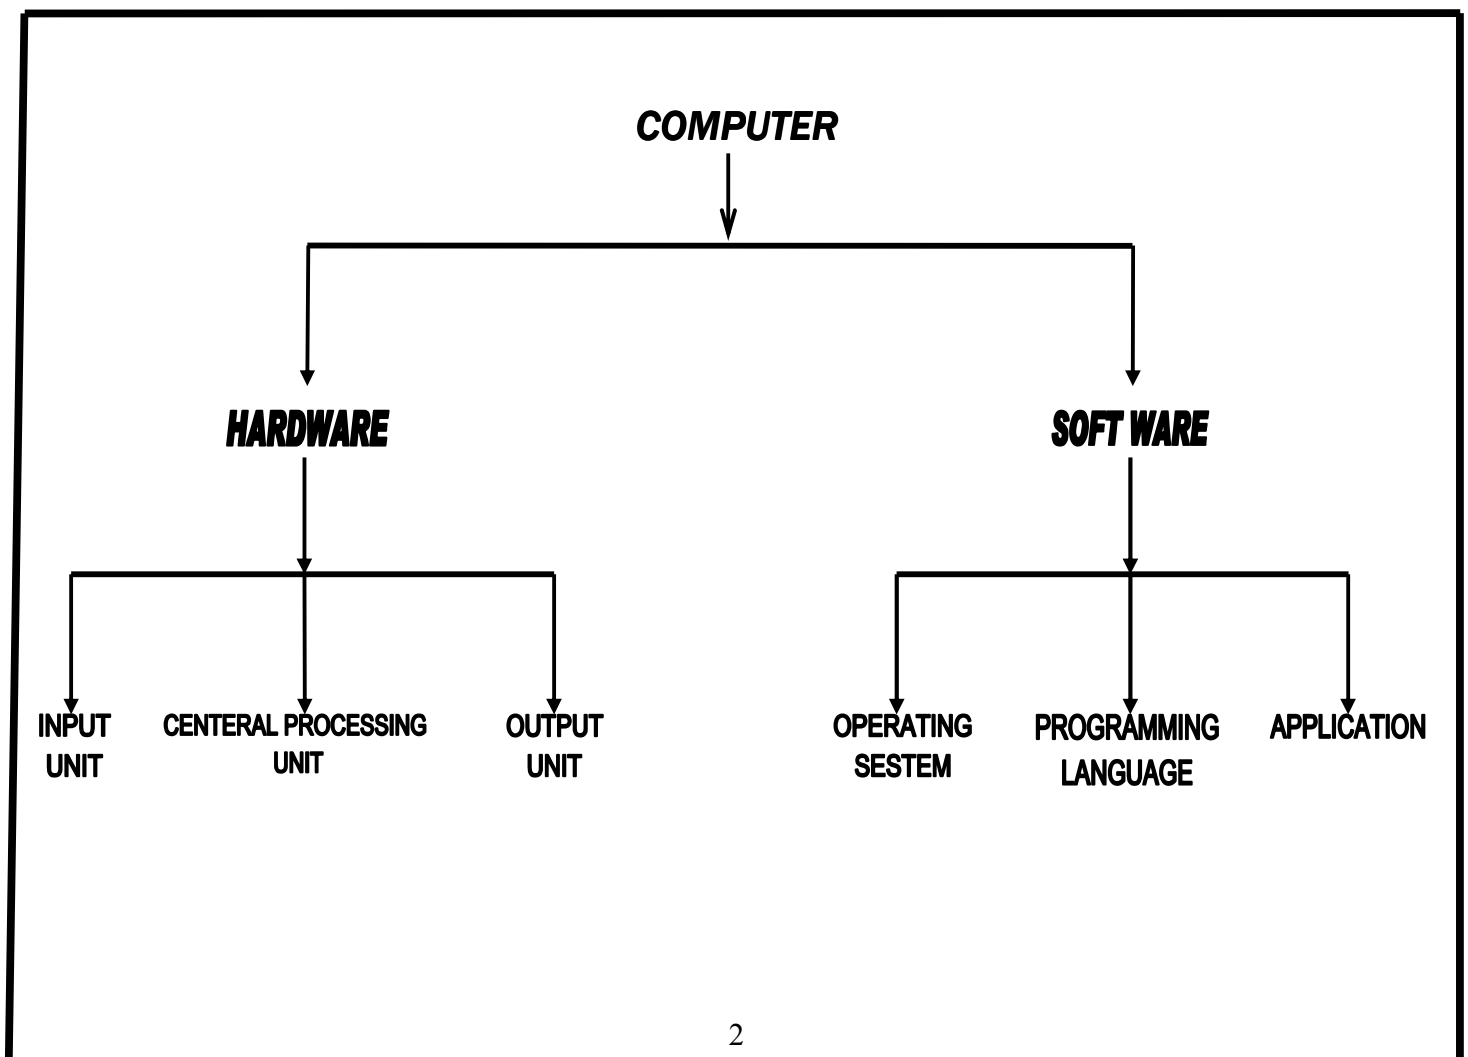 COMPUTER
HARDWARE
SOFT WARE
INPUT
UNIT
CENTERAL PROCESSING
UNIT
OUTPUT
UNIT
OPERATING
SESTEM
PROGRAMMING
LANGUAGE
APPLICATION
2